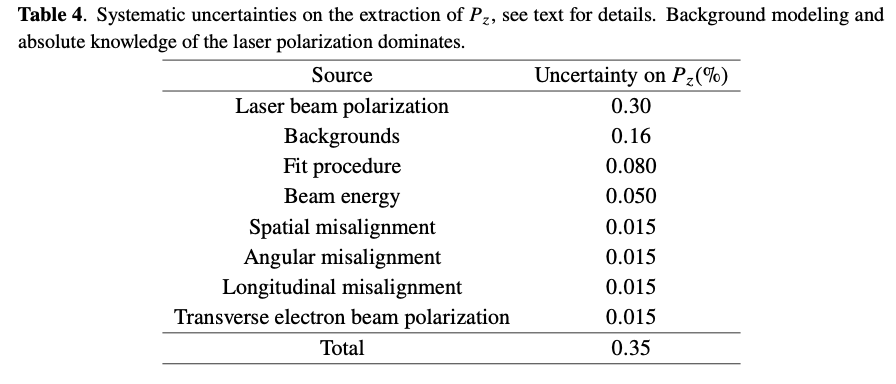 Table 4. Systematic uncertainties on the extraction of P_z, see text for details. Background modeling and
absolute knowledge of the laser polarization dominates.
Source Uncertainty on P_z(%)
Laser beam polarization 0.30
Backgrounds 0.16
Fit procedure 0.080
Beam energy 0.050
Spatial misalignment 0.015
Angular misalignment 0.015
Longitudinal misalignment 0.015
Transverse electron beam polarization 0.015
Total 0.35